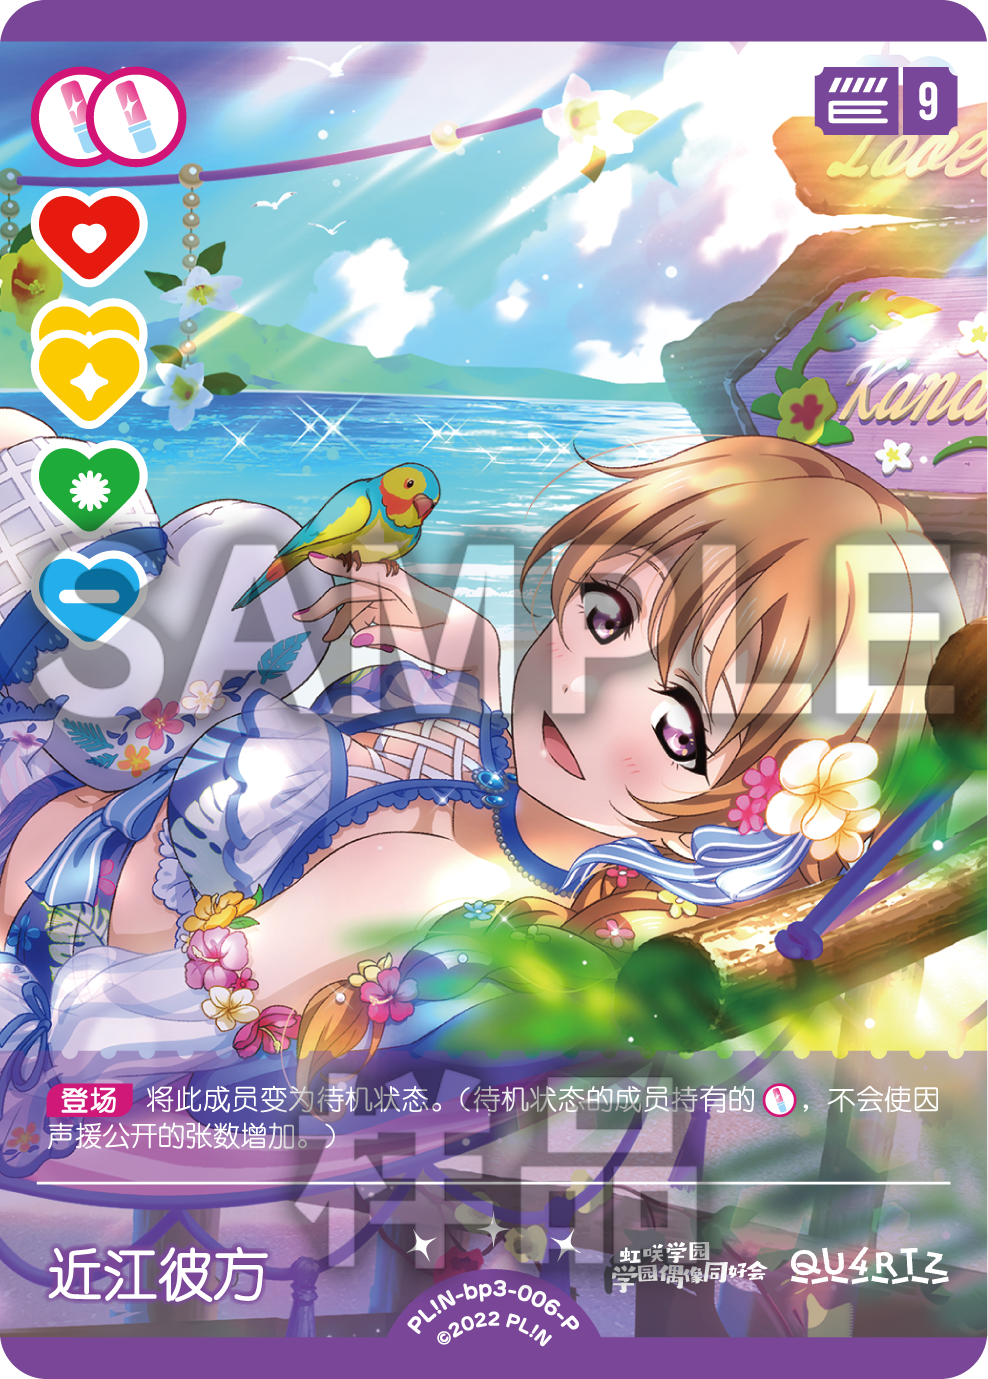 9
Love
Kana
SAMPLE
登场 将此成员变为待机状态。（待机状态的成员持有的 ，不会使因
声援公开的张数增加。）
样品
近江彼方
虹咲学园
学园偶像同好会
QU4RTZ
PL!N-bp3-006-P
©2022 PL!N